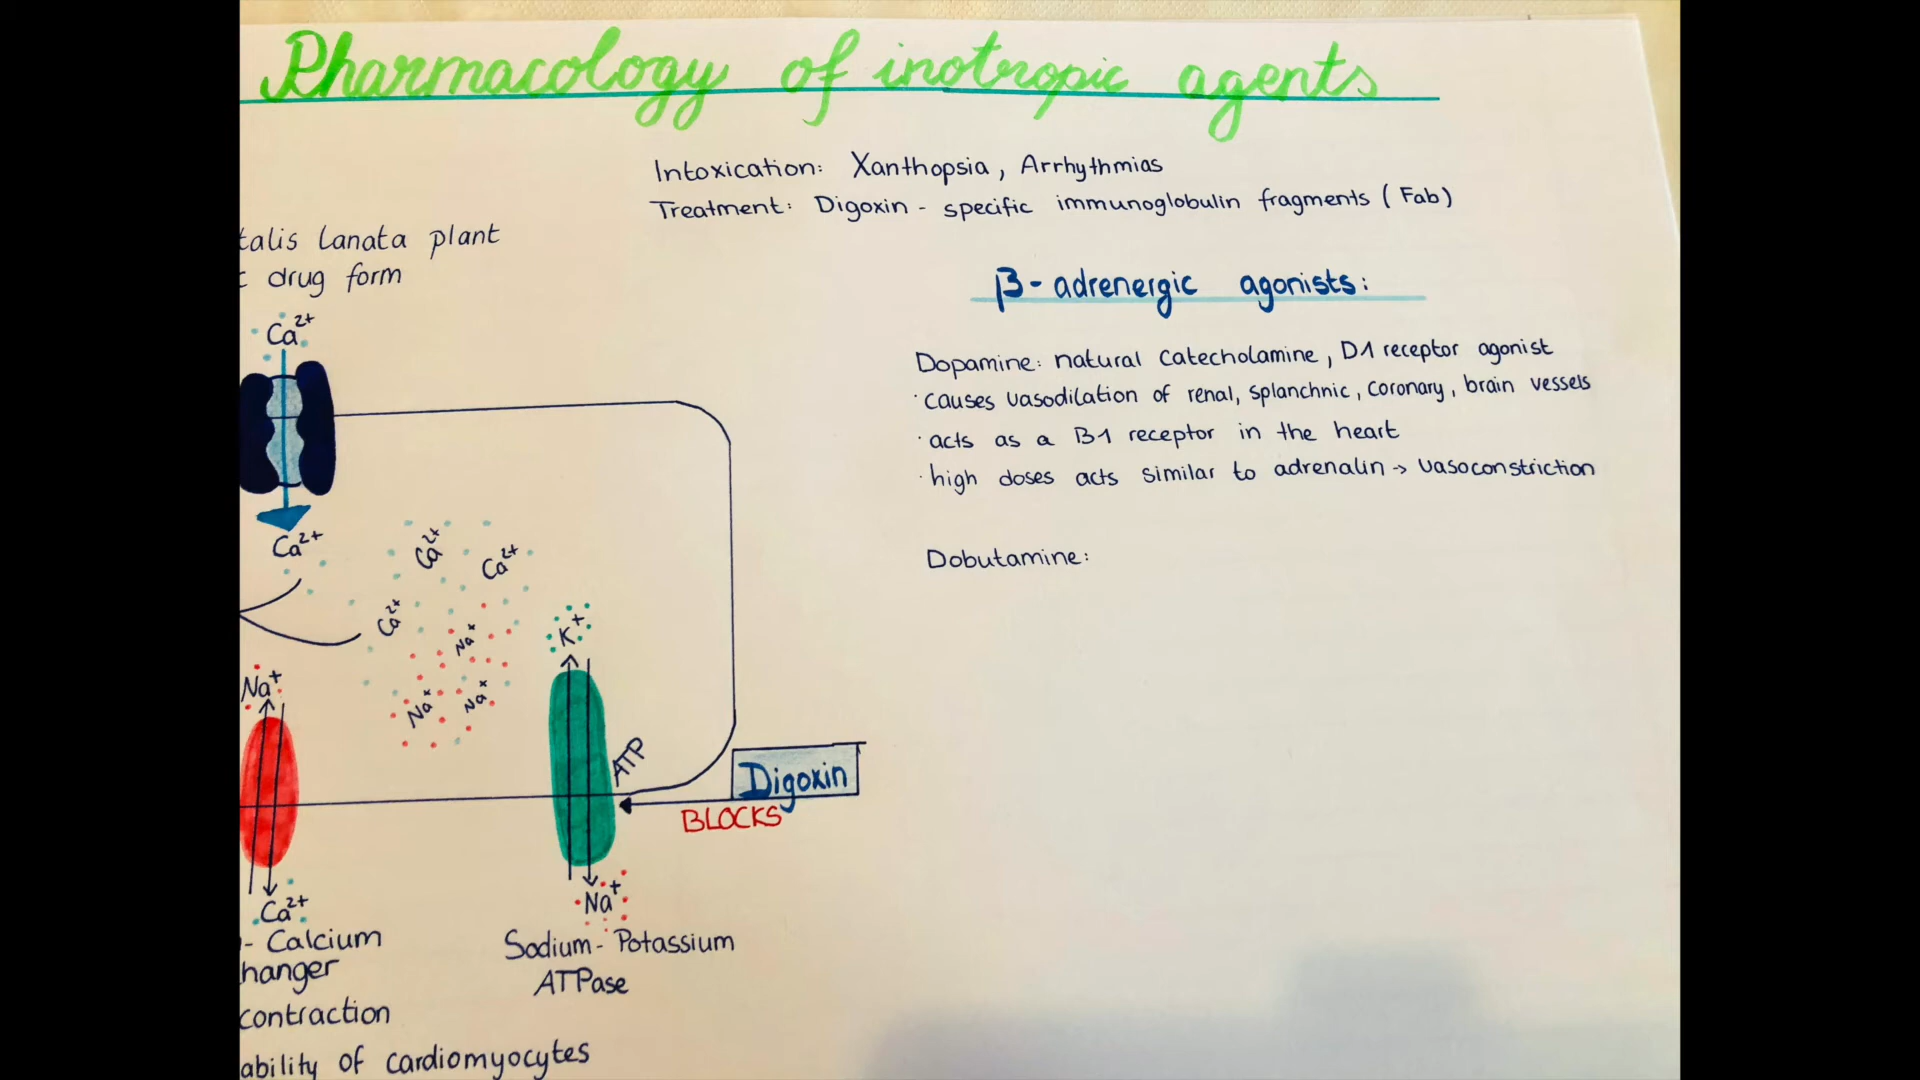 Pharmacology of inotropic agents
Intoxication: Xanthopsia, Arrhythmias
Treatment: Digoxin - specific immunoglobulin fragments (Fab)
talis lanata plant
drug form
Ca2+
Ca2+
Ca2+
Ca2+
Ca2+
Na+
Na+
Na+
K+
Na+
ATP
Digoxin
BLOCKS
Ca2+
Na+
- Calcium
hanger
Sodium-Potassium
ATPase
contraction
ability of cardiomyocytes
β-adrenergic agonists:
Dopamine: natural catecholamine, D1 receptor agonist
· causes vasodilation of renal, splanchnic, coronary, brain vessels
· acts as a B1 receptor in the heart
· high doses acts similar to adrenalin → vasoconstriction
Dobutamine: